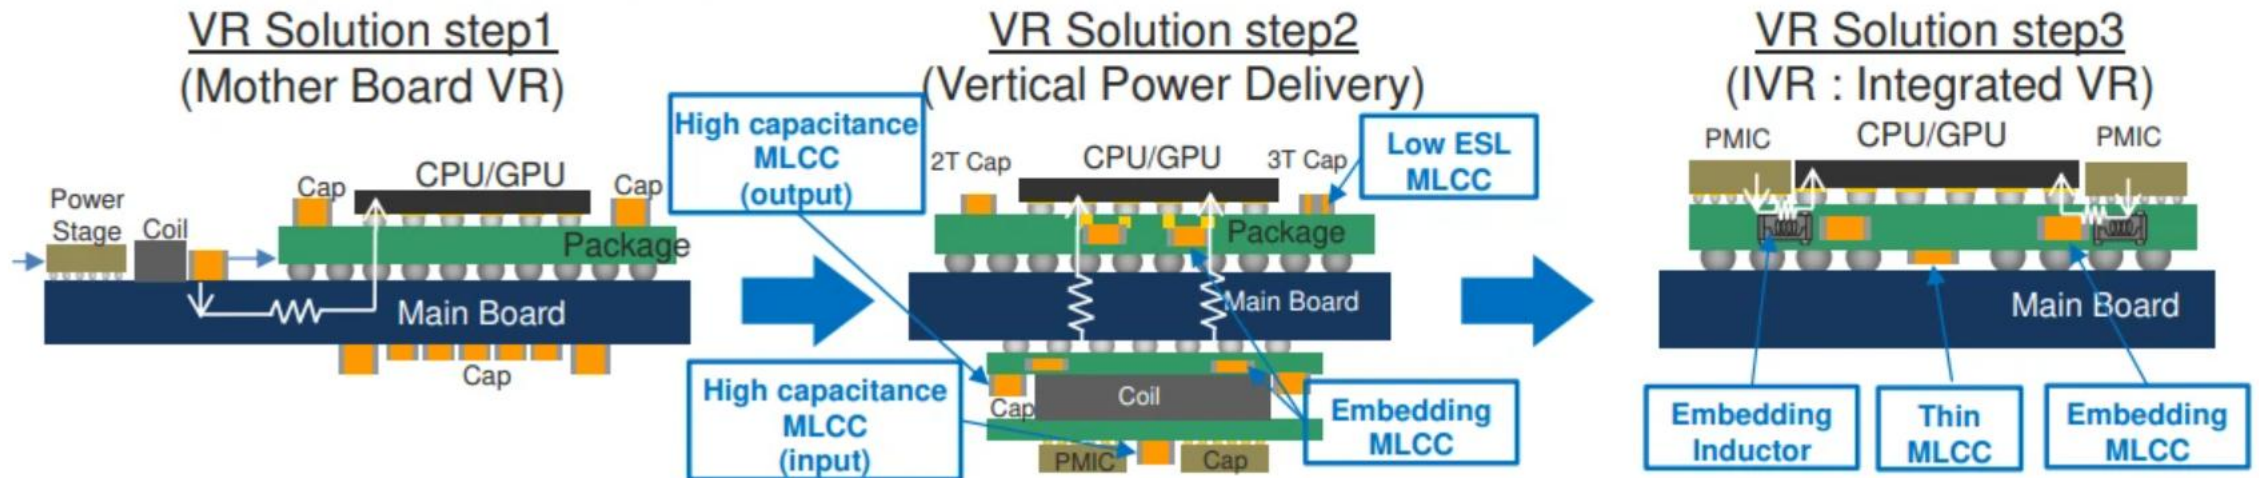 VR Solution step1
(Mother Board VR)
Power
Stage
Coil
Cap
CPU/GPU
Cap
Package
Main Board
Cap
VR Solution step2
(Vertical Power Delivery)
High capacitance
MLCC
(output)
2T Cap
CPU/GPU
3T Cap
Low ESL
MLCC
Package
Main Board
High capacitance
MLCC
(input)
Cap
Coil
PMIC
Cap
Embedding
MLCC
VR Solution step3
(IVR : Integrated VR)
PMIC
CPU/GPU
PMIC
Main Board
Embedding
Inductor
Thin
MLCC
Embedding
MLCC